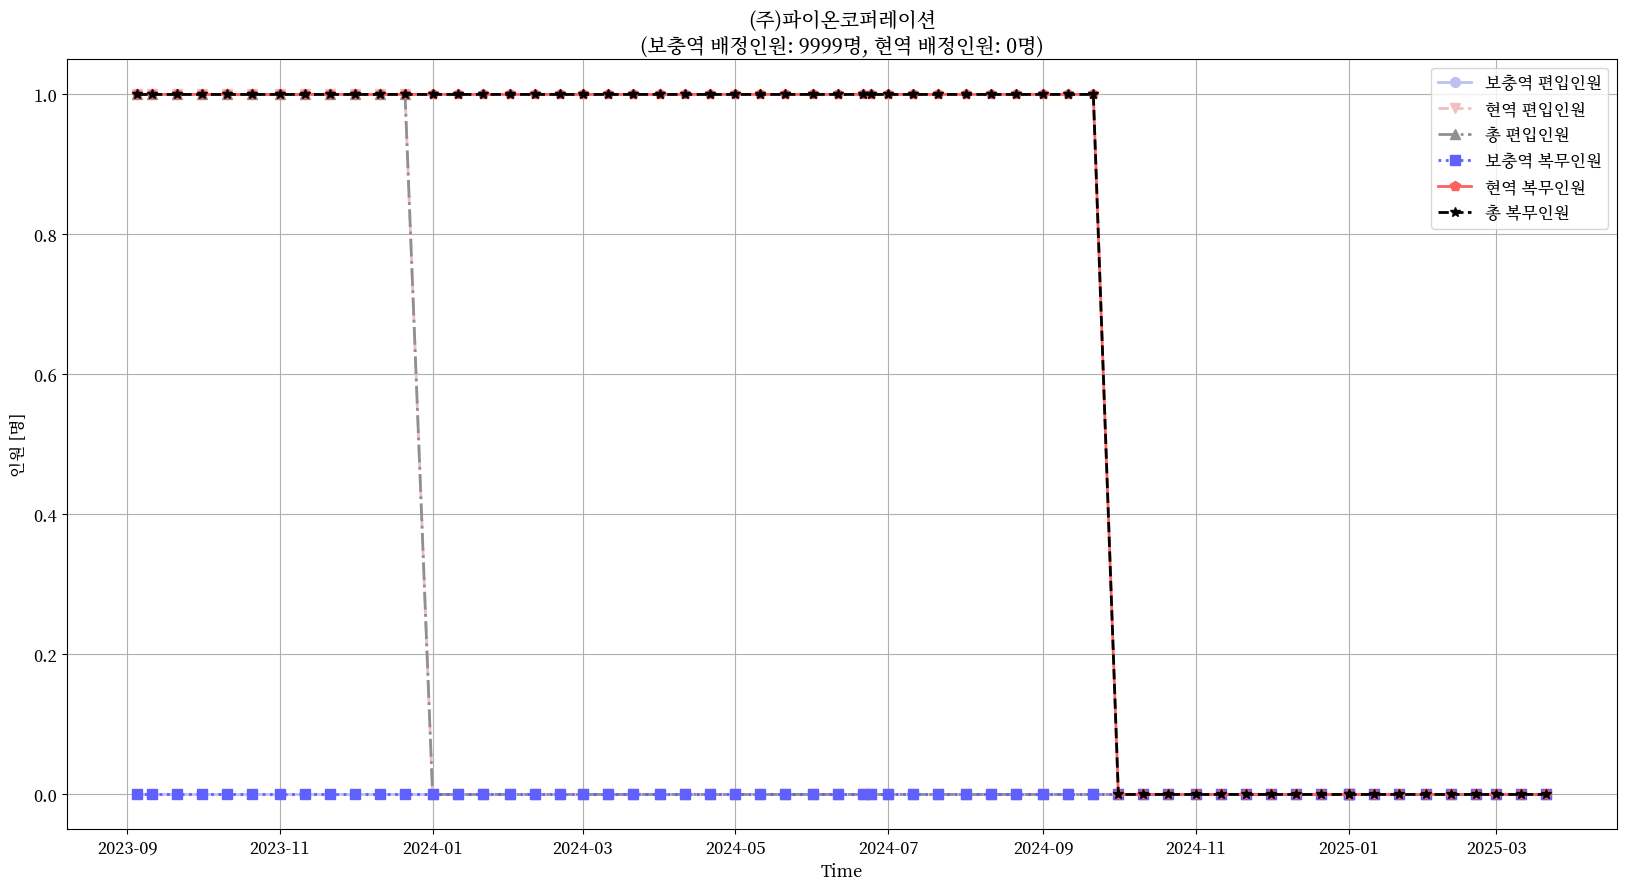 (주)파이온코퍼레이션
(보충역 배정인원: 9999명, 현역 배정인원: 0명)
보충역 편입인원
현역 편입인원
총 편입인원
보충역 복무인원
현역 복무인원
총 복무인원
인원 [명]
1.0
0.8
0.6
0.4
0.2
0.0
2023-09 2023-11 2024-01 2024-03 2024-05 2024-07 2024-09 2024-11 2025-01 2025-03
Time